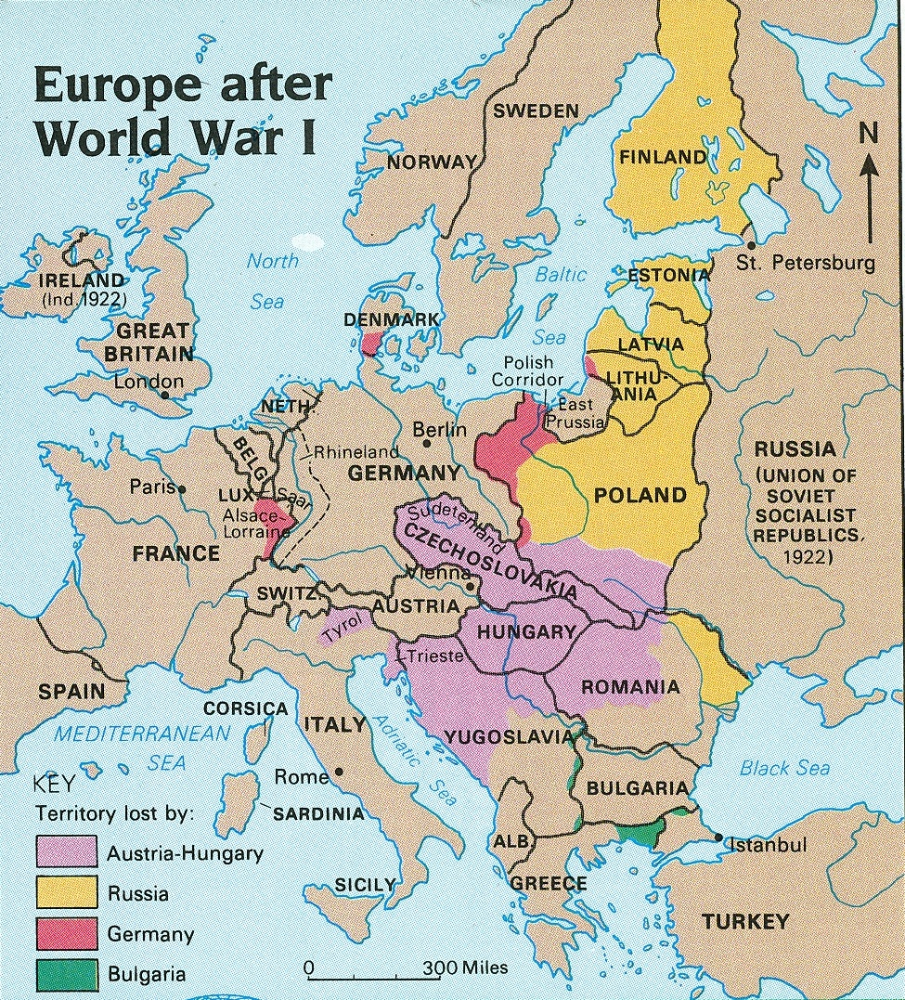 Europe after
World War I
N
SWEDEN
NORWAY
FINLAND
North
Sea
Baltic
Sea
St. Petersburg
ESTONIA
IRELAND
(Ind.1922)
GREAT
BRITAIN
London
DENMARK
LATVIA
LITHU-
ANIA
Polish
Corridor
East
Prussia
NETH.
Berlin
BELG.
Rhineland
GERMANY
RUSSIA
(UNION OF
SOVIET
SOCIALIST
REPUBLICS,
1922)
Paris
LUX
Saar
POLAND
Alsace-
Lorraine
Sudetenland
CZECHOSLOVAKIA
FRANCE
Vienna
SWITZ.
AUSTRIA
Tyrol
HUNGARY
Trieste
SPAIN
ROMANIA
CORSICA
ITALY
MEDITERRANEAN
SEA
Adriatic
Sea
YUGOSLAVIA
Black Sea
Rome
BULGARIA
SARDINIA
ALB.
Istanbul
SICILY
GREECE
TURKEY
KEY
Territory lost by:
Austria-Hungary
Russia
Germany
Bulgaria
0 300 Miles